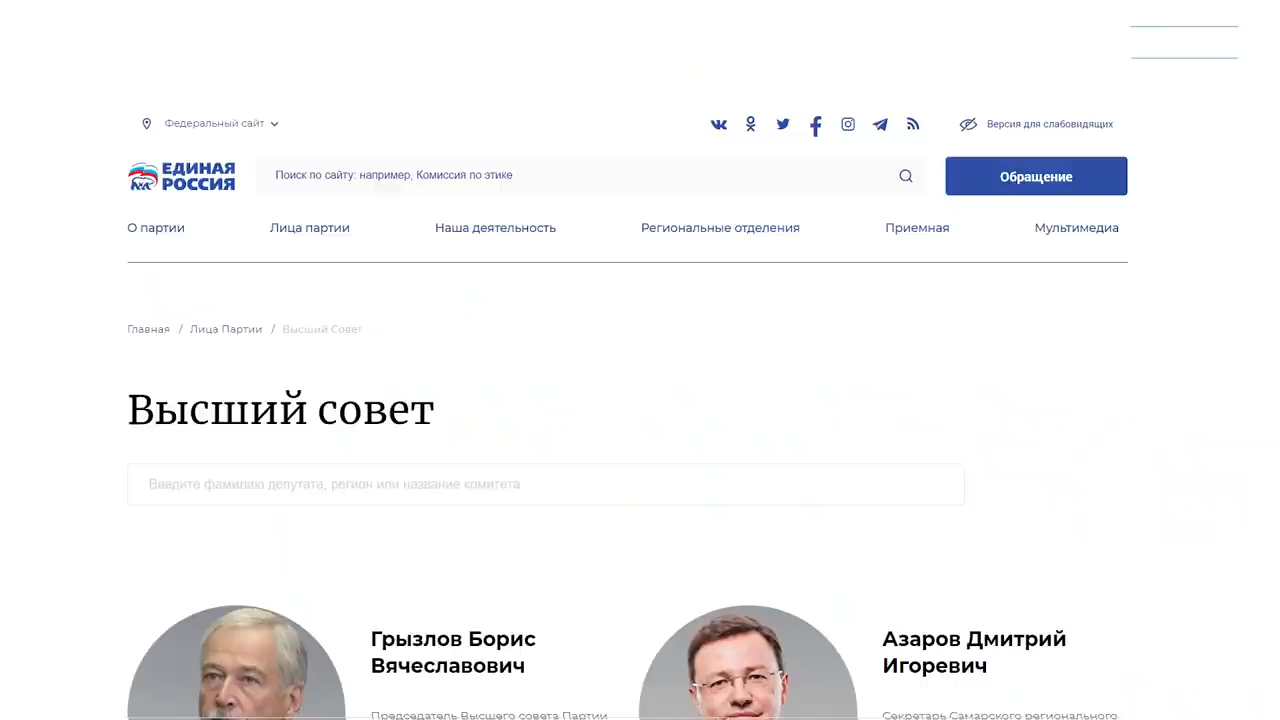 Федеральный сайт
Версия для слабовидящих
ЕДИНАЯ
РОССИЯ
Поиск по сайту: например, Комиссия по этике
Обращение
О партии
Лица партии
Наша деятельность
Региональные отделения
Приемная
Мультимедиа
Главная / Лица Партии / Высший Совет
Высший совет
Введите фамилию депутата, регион или название комитета
Грызлов Борис
Вячеславович
Председатель Высшего совета Партии
Азаров Дмитрий
Игоревич
Секретарь Самарского регионального